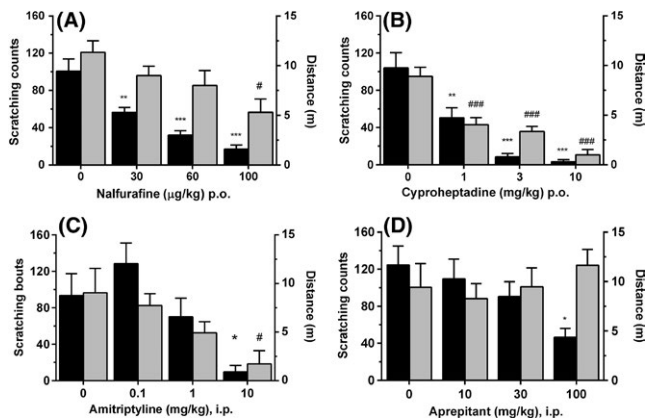 (A)
Scratching counts
160
120
80
40
0
15
10
5
0
Distance (m)
** *** *** #
0 30 60 100
Nalfurafine (µg/kg) p.o.
(B)
Scratching counts
160
120
80
40
0
15
10
5
0
Distance (m)
** ### *** ### *** ###
0 1 3 10
Cyproheptadine (mg/kg) p.o.
(C)
Scratching bouts
160
120
80
40
0
15
10
5
0
Distance (m)
* #
0 0.1 1 10
Amitriptyline (mg/kg), i.p.
(D)
Scratching counts
160
120
80
40
0
15
10
5
0
Distance (m)
*
0 10 30 100
Aprepitant (mg/kg), i.p.